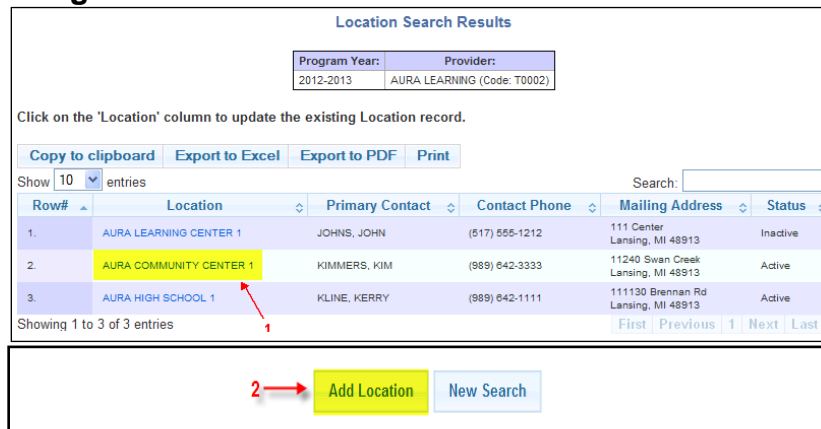 Location Search Results
Program Year: Provider:
2012-2013 AURA LEARNING (Code: T0002)
Click on the 'Location' column to update the existing Location record.
Copy to clipboard Export to Excel Export to PDF Print
Show 10 entries Search:
Row# Location Primary Contact Contact Phone Mailing Address Status
1. AURA LEARNING CENTER 1 JOHNS, JOHN (517) 555-1212 111 Center Inactive
Lansing, MI 48913
2. AURA COMMUNITY CENTER 1 KIMMERS, KIM (989) 642-3333 11240 Swan Creek Active
Lansing, MI 48913
3. AURA HIGH SCHOOL 1 KLINE, KERRY (989) 642-1111 111130 Brennan Rd Active
Lansing, MI 48913
Showing 1 to 3 of 3 entries First Previous 1 Next Last
1
2 Add Location New Search